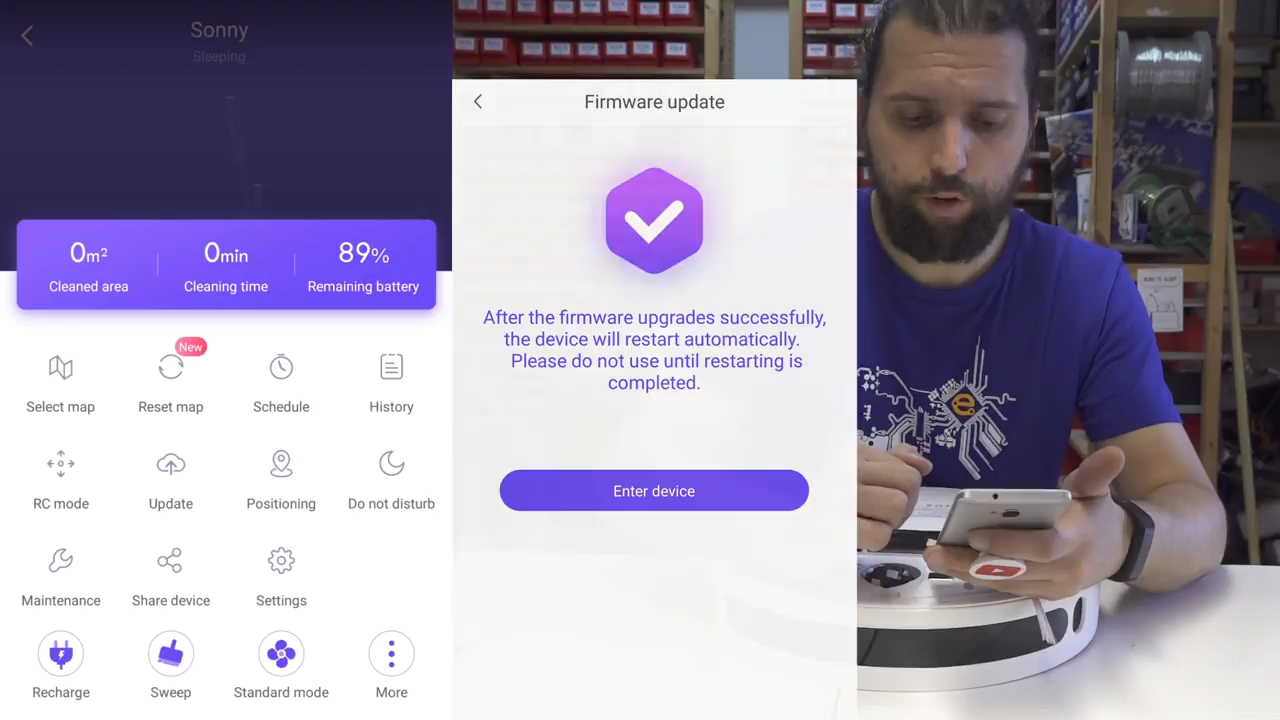 Sonny
Sleeping
0m²
0min
89%
Cleaned area
Cleaning time
Remaining battery
New
Select map
Reset map
Schedule
History
RC mode
Update
Positioning
Do not disturb
Maintenance
Share device
Settings
Recharge
Sweep
Standard mode
More
Firmware update
After the firmware upgrades successfully,
the device will restart automatically.
Please do not use until restarting is
completed.
Enter device
e